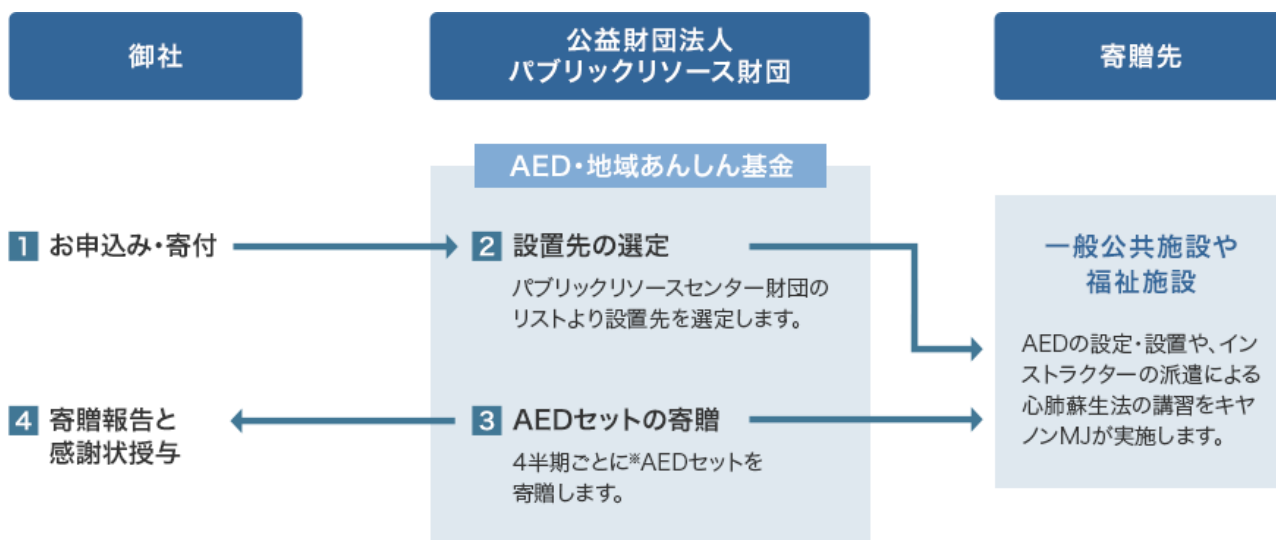 御社
公益財団法人
パブリックリソース財団
寄贈先
AED・地域あんしん基金
1 お申込み・寄付
2 設置先の選定
パブリックリソースセンター財団の
リストより設置先を選定します。
一般公共施設や
福祉施設
AEDの設定・設置や、イン
ストラクターの派遣による
心肺蘇生法の講習をキヤ
ノンMJが実施します。
3 AEDセットの寄贈
4半期ごとに※AEDセットを
寄贈します。
4 寄贈報告と
感謝状授与